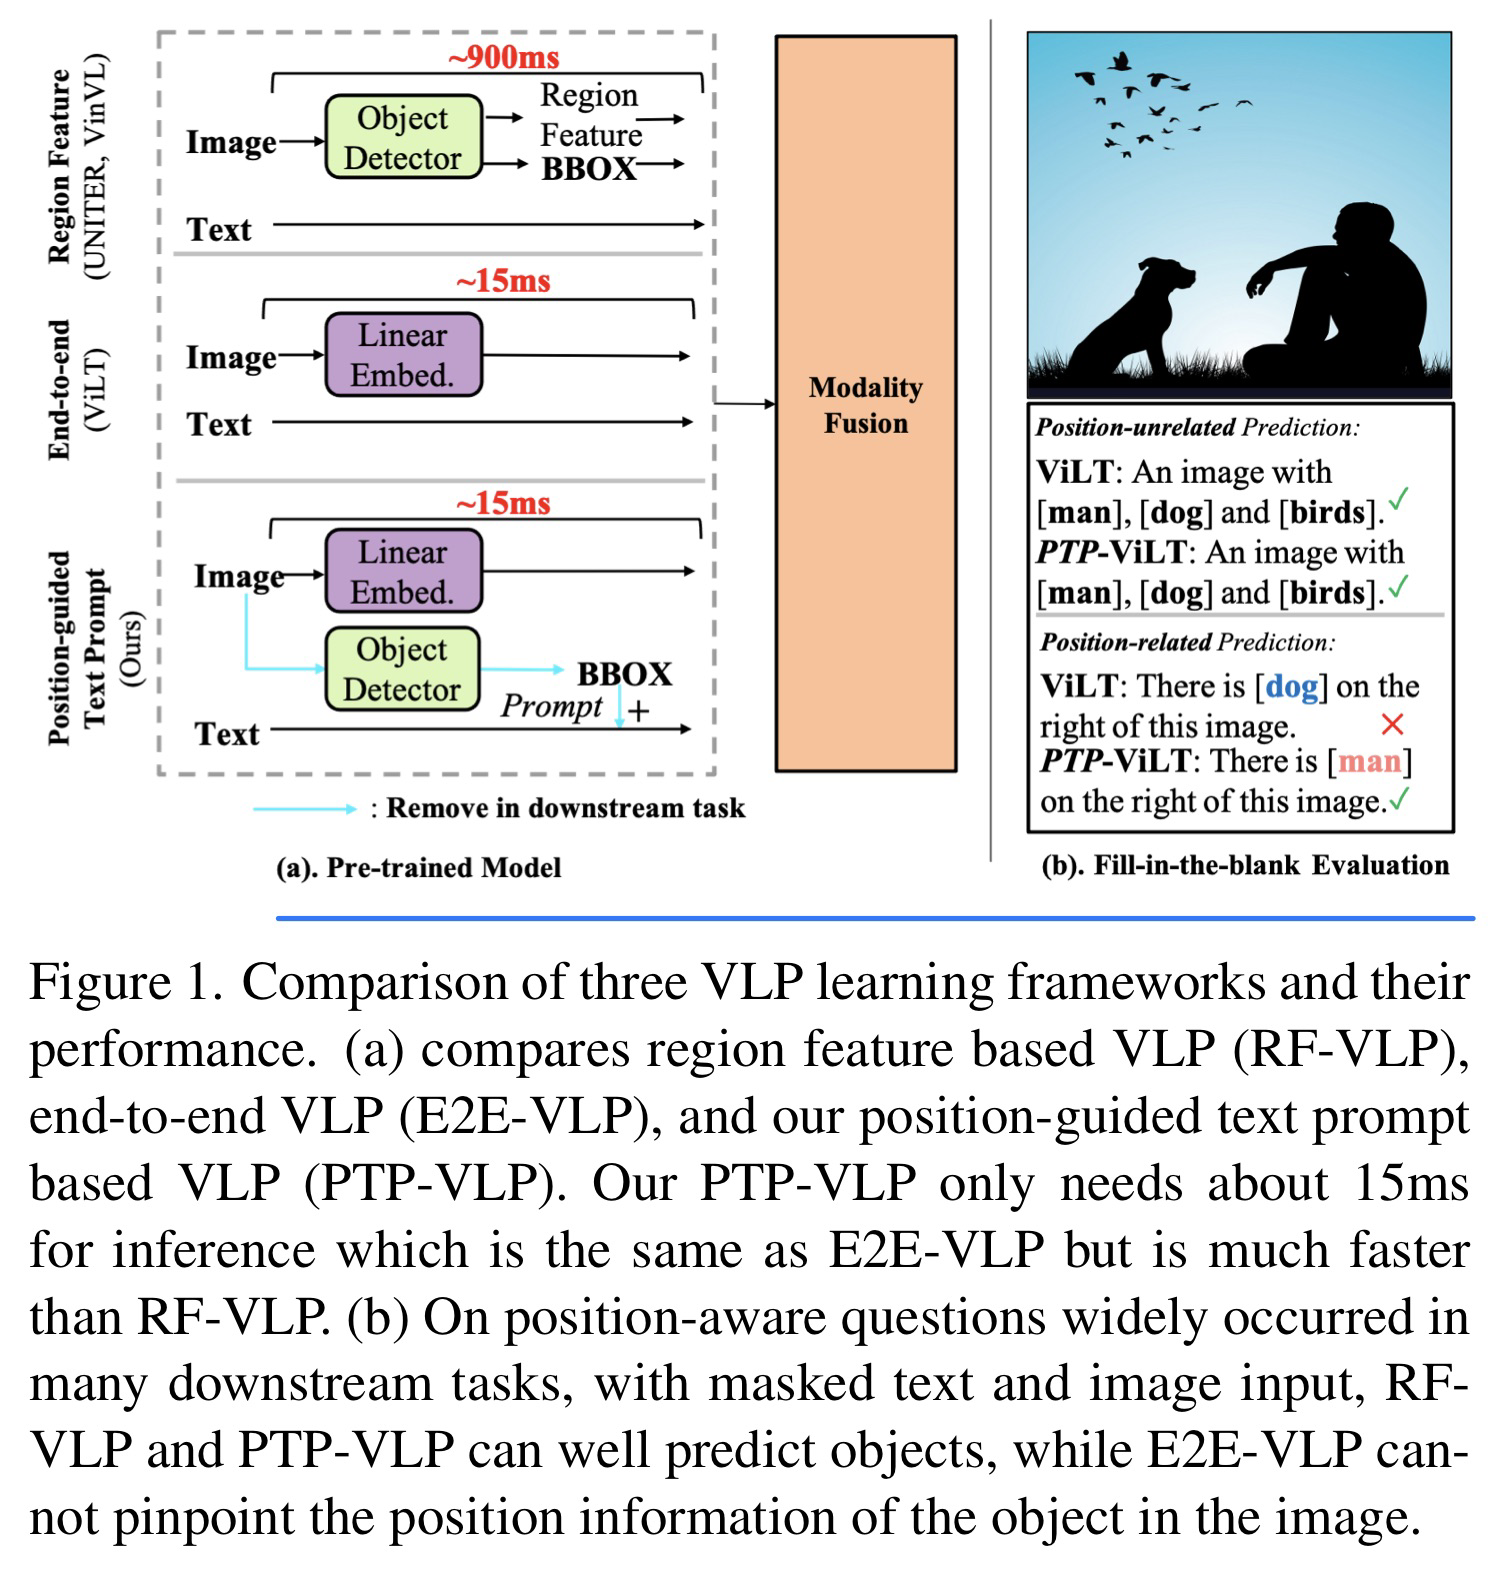 Region Feature
(UNITER, VinVL)
~900ms
Image
Object
Detector
Region
Feature
BBOX
Text
End-to-end
(ViLT)
~15ms
Image
Linear
Embed.
Text
Position-guided
Text Prompt
(Ours)
~15ms
Image
Linear
Embed.
Object
Detector
BBOX
Prompt +
Text
Modality
Fusion
: Remove in downstream task
(a). Pre-trained Model
Position-unrelated Prediction:
ViLT: An image with
[man], [dog] and [birds].✓
PTP-ViLT: An image with
[man], [dog] and [birds].✓
Position-related Prediction:
ViLT: There is [dog] on the
right of this image. ✕
PTP-ViLT: There is [man]
on the right of this image.✓
(b). Fill-in-the-blank Evaluation
Figure 1. Comparison of three VLP learning frameworks and their
performance. (a) compares region feature based VLP (RF-VLP),
end-to-end VLP (E2E-VLP), and our position-guided text prompt
based VLP (PTP-VLP). Our PTP-VLP only needs about 15ms
for inference which is the same as E2E-VLP but is much faster
than RF-VLP. (b) On position-aware questions widely occurred in
many downstream tasks, with masked text and image input, RF-
VLP and PTP-VLP can well predict objects, while E2E-VLP can-
not pinpoint the position information of the object in the image.